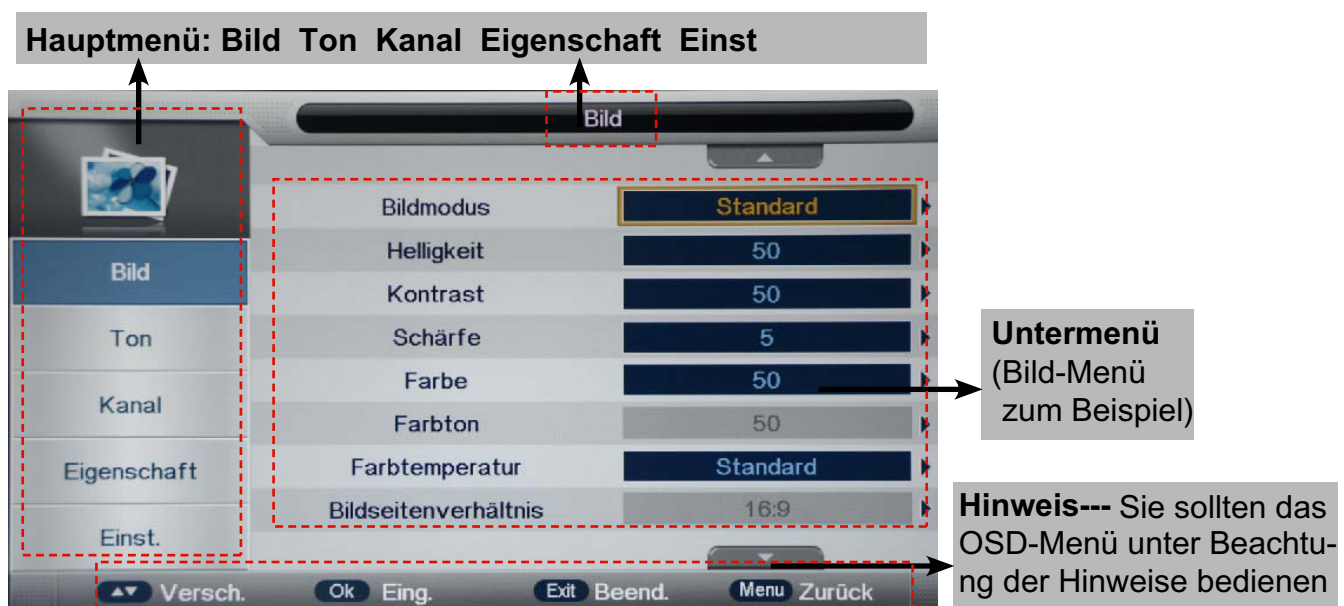 Hauptmenü: Bild Ton Kanal Eigenschaft Einst
Bild
Bild
Ton
Kanal
Eigenschaft
Einst.
Bildmodus Standard
Helligkeit 50
Kontrast 50
Schärfe 5
Farbe 50
Farbton 50
Farbtemperatur Standard
Bildseitenverhältnis 16:9
Versch. Ok Eing. Exit Beend. Menu Zurück
Untermenü
(Bild-Menü
zum Beispiel)
Hinweis--- Sie sollten das
OSD-Menü unter Beachtu-
ng der Hinweise bedienen